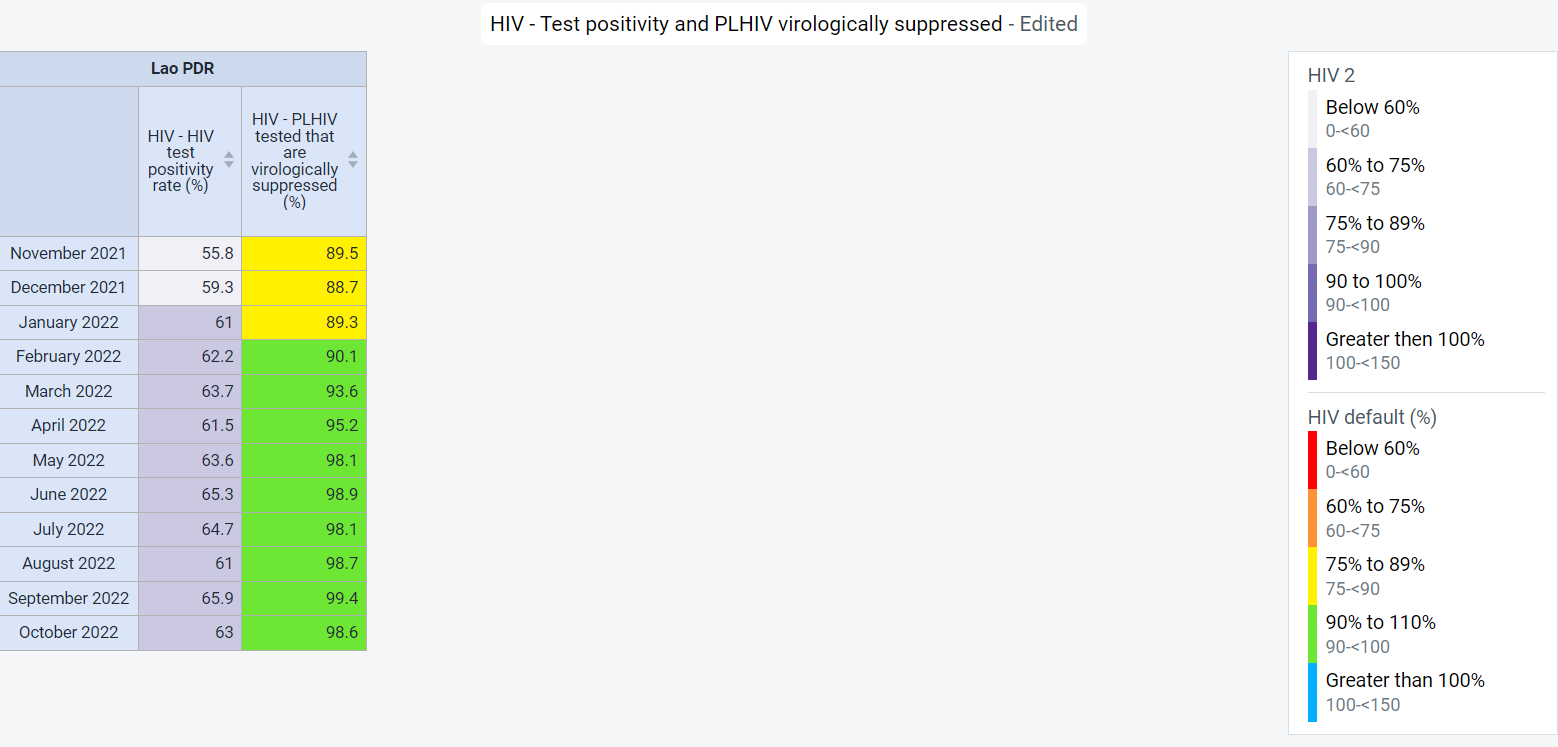 HIV - Test positivity and PLHIV virologically suppressed - Edited
Lao PDR
HIV - HIV
test
positivity
rate (%)
HIV - PLHIV
tested that
are
virologically
suppressed
(%)
November 2021 55.8 89.5
December 2021 59.3 88.7
January 2022 61 89.3
February 2022 62.2 90.1
March 2022 63.7 93.6
April 2022 61.5 95.2
May 2022 63.6 98.1
June 2022 65.3 98.9
July 2022 64.7 98.1
August 2022 61 98.7
September 2022 65.9 99.4
October 2022 63 98.6
HIV 2
Below 60%
0-<60
60% to 75%
60-<75
75% to 89%
75-<90
90 to 100%
90-<100
Greater then 100%
100-<150
HIV default (%)
Below 60%
0-<60
60% to 75%
60-<75
75% to 89%
75-<90
90% to 110%
90-<100
Greater than 100%
100-<150